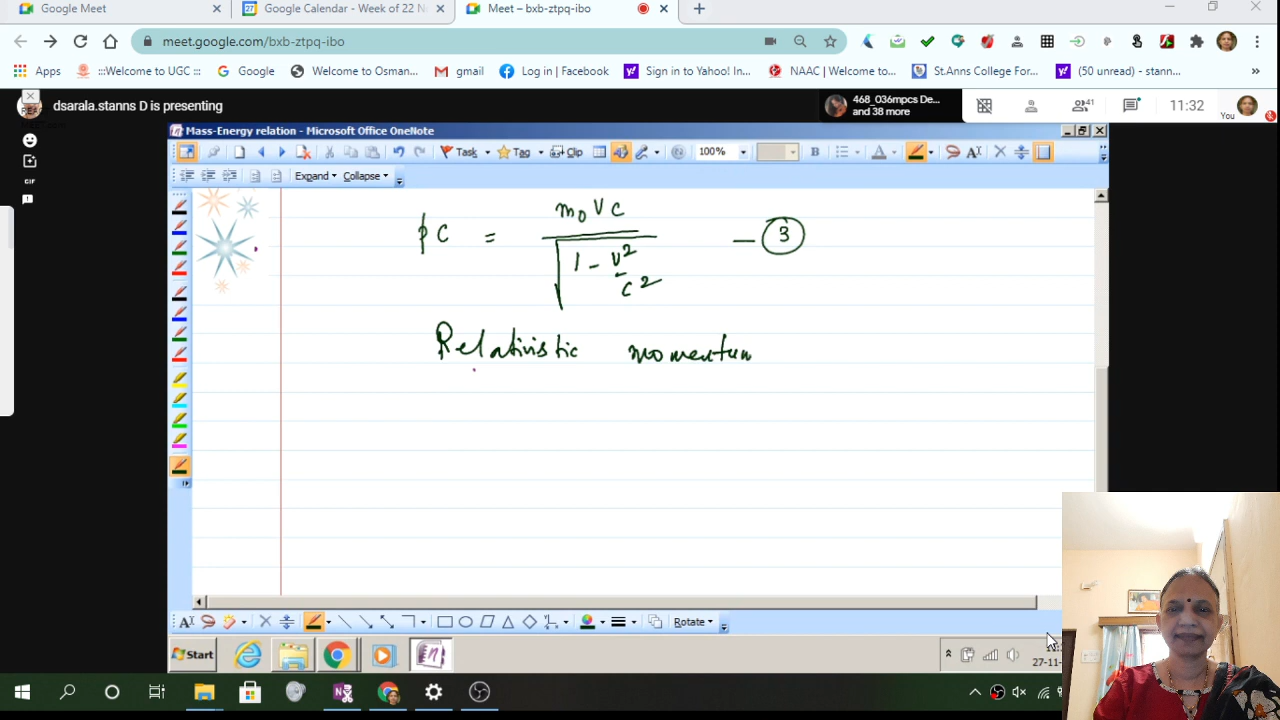 Google Meet
Google Calendar - Week of 22 N
Meet – bxb-ztpq-ibo
meet.google.com/bxb-ztpq-ibo
Apps
:::Welcome to UGC :::
Google
Welcome to Osman...
gmail
Log in | Facebook
Sign in to Yahoo! In...
NAAC | Welcome to...
St.Anns College For...
(50 unread) - stann...
»
dsarala.stanns D is presenting
468_036mpcs De...
and 38 more
41
11:32
You
GIF
Mass-Energy relation - Microsoft Office OneNote
Task
Tag
Clip
100%
B
Expand
Collapse
pc = m₀vc / √(1 - v²/c²) — ③
Relativistic momentum
Rotate
Start
27-11-